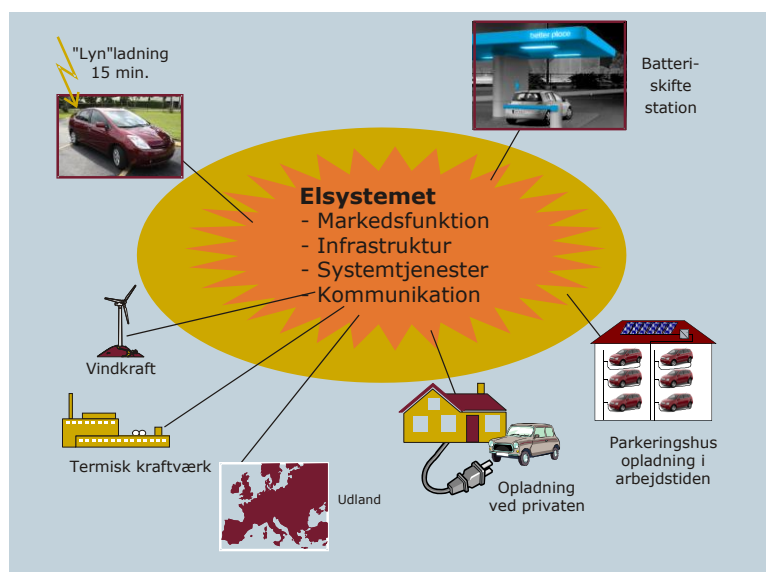 "Lyn"ladning
15 min.
better place
Batteri-
skifte
station
Elsystemet
- Markedsfunktion
- Infrastruktur
- Systemtjenester
- Kommunikation
Vindkraft
Termisk kraftværk
Udland
Opladning
ved privaten
Parkeringshus
opladning i
arbejdstiden